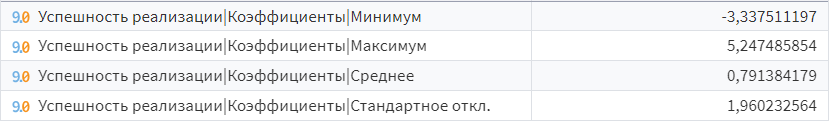 9.0 Успешность реализации|Коэффициенты|Минимум -3,337511197
9.0 Успешность реализации|Коэффициенты|Максимум 5,247485854
9.0 Успешность реализации|Коэффициенты|Среднее 0,791384179
9.0 Успешность реализации|Коэффициенты|Стандартное откл. 1,960232564